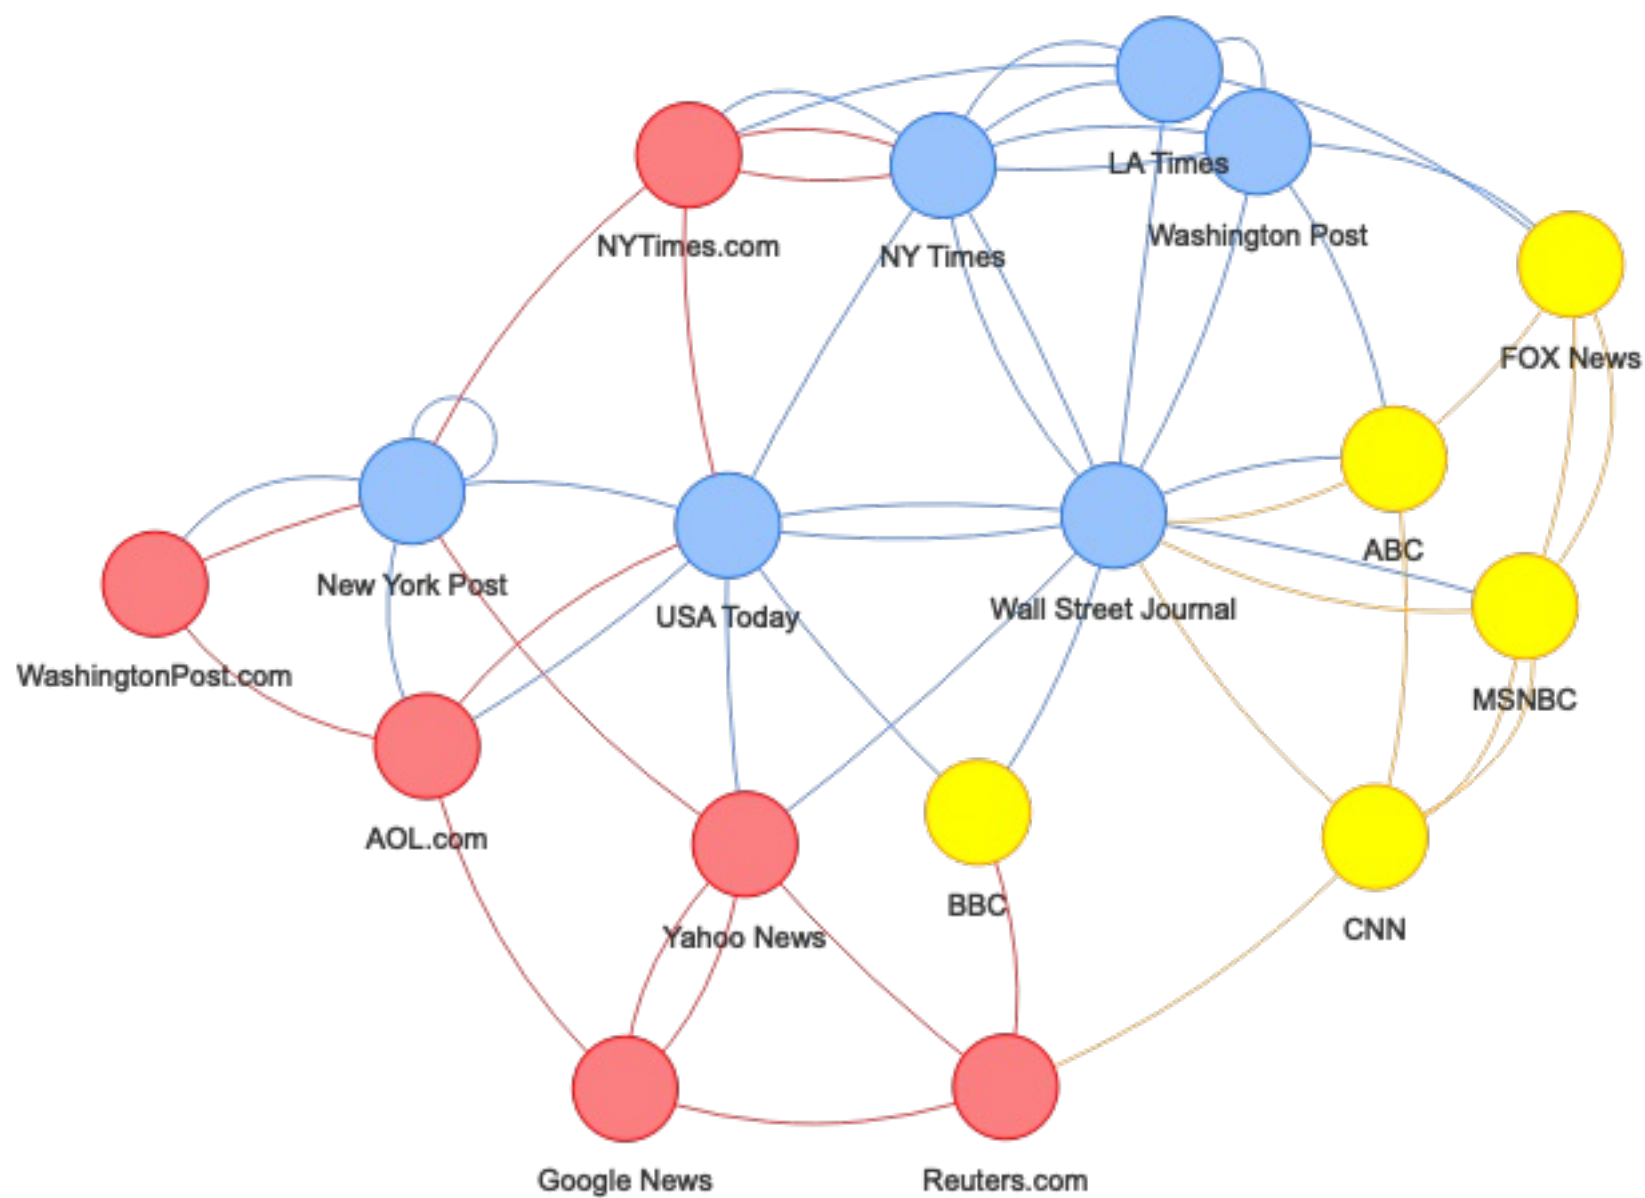 LA Times
Washington Post
NYTimes.com
NY Times
FOX News
ABC
New York Post
USA Today
Wall Street Journal
WashingtonPost.com
MSNBC
AOL.com
Yahoo News
BBC
CNN
Google News
Reuters.com